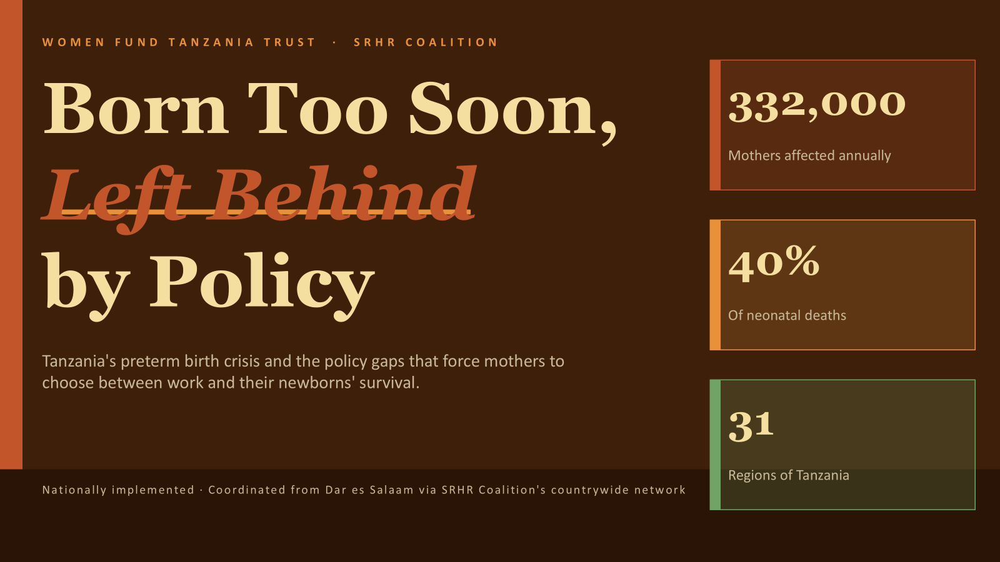 WOMEN FUND TANZANIA TRUST · SRHR COALITION
Born Too Soon,
Left Behind
by Policy
Tanzania's preterm birth crisis and the policy gaps that force mothers to
choose between work and their newborns' survival.
332,000
Mothers affected annually
40%
Of neonatal deaths
31
Regions of Tanzania
Nationally implemented · Coordinated from Dar es Salaam via SRHR Coalition's countrywide network